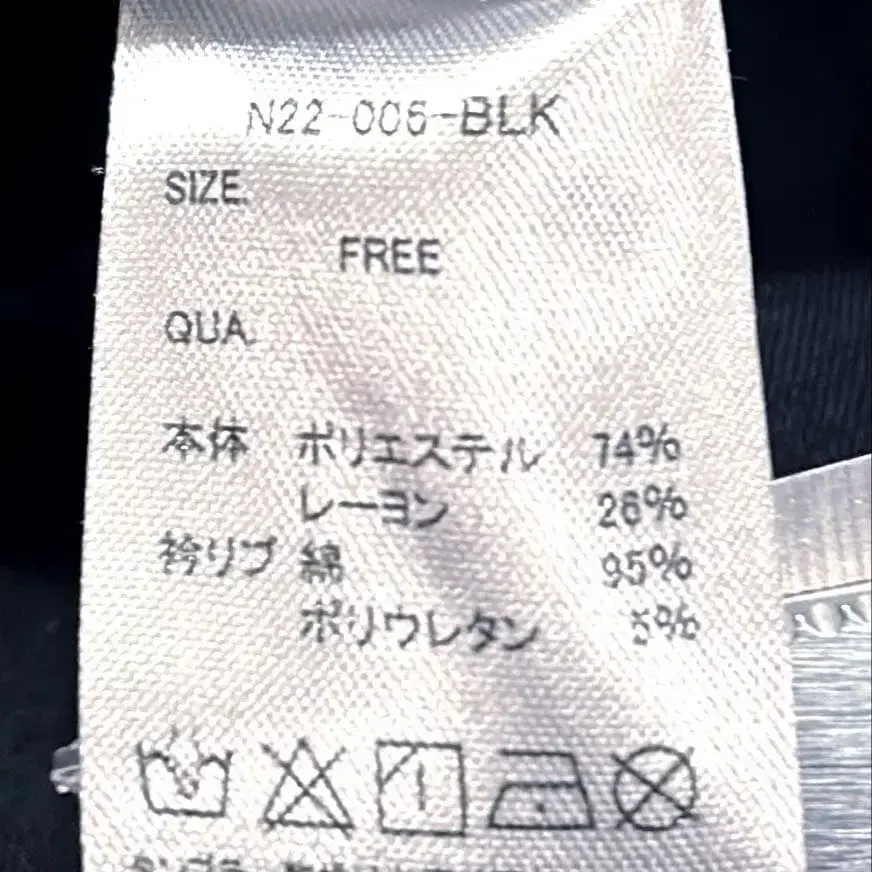 N22-006-BLK
SIZE.
FREE
QUA.
本体 ポリエステル 74%
レーヨン 26%
衿リブ 綿 95%
ポリウレタン 5%